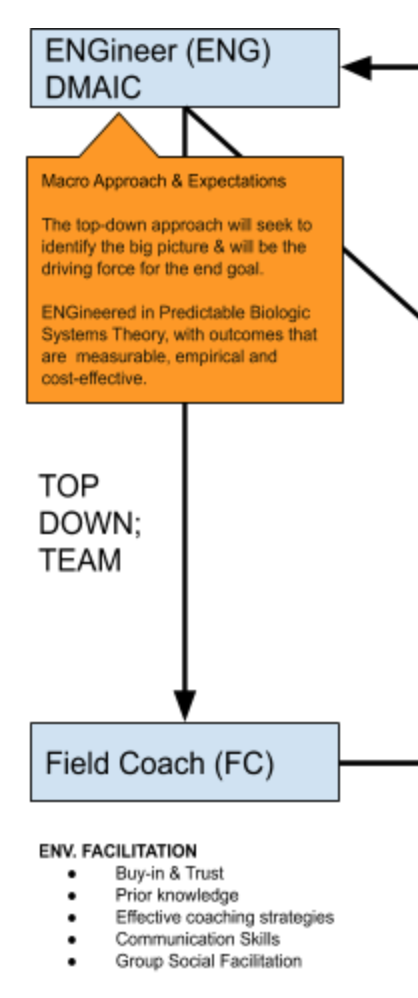 ENGineer (ENG)
DMAIC
Macro Approach & Expectations
The top-down approach will seek to
identify the big picture & will be the
driving force for the end goal.
ENGineered in Predictable Biologic
Systems Theory, with outcomes that
are measurable, empirical and
cost-effective.
TOP
DOWN;
TEAM
Field Coach (FC)
ENV. FACILITATION
● Buy-in & Trust
● Prior knowledge
● Effective coaching strategies
● Communication Skills
● Group Social Facilitation